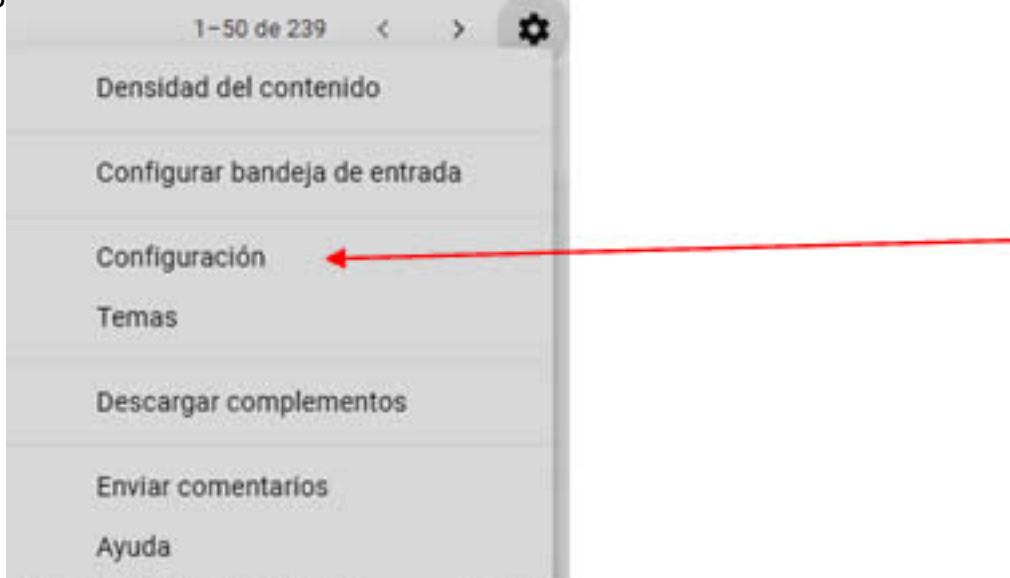 1-50 de 239
Densidad del contenido
Configurar bandeja de entrada
Configuración
Temas
Descargar complementos
Enviar comentarios
Ayuda